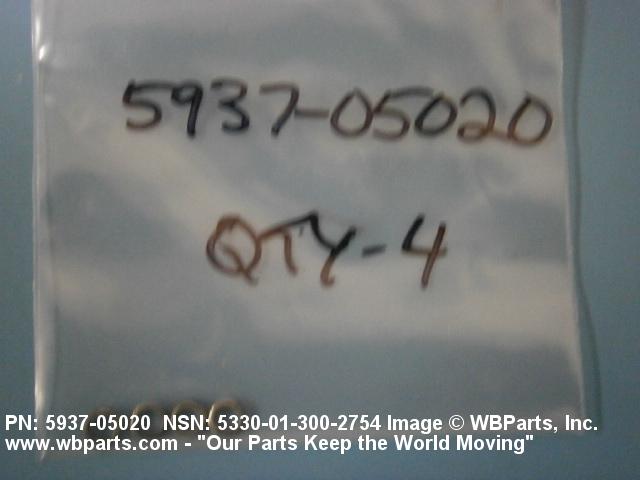 5937-05020
QTY-4
PN: 5937-05020 NSN: 5330-01-300-2754 Image © WBParts, Inc.
www.wbparts.com - "Our Parts Keep the World Moving"